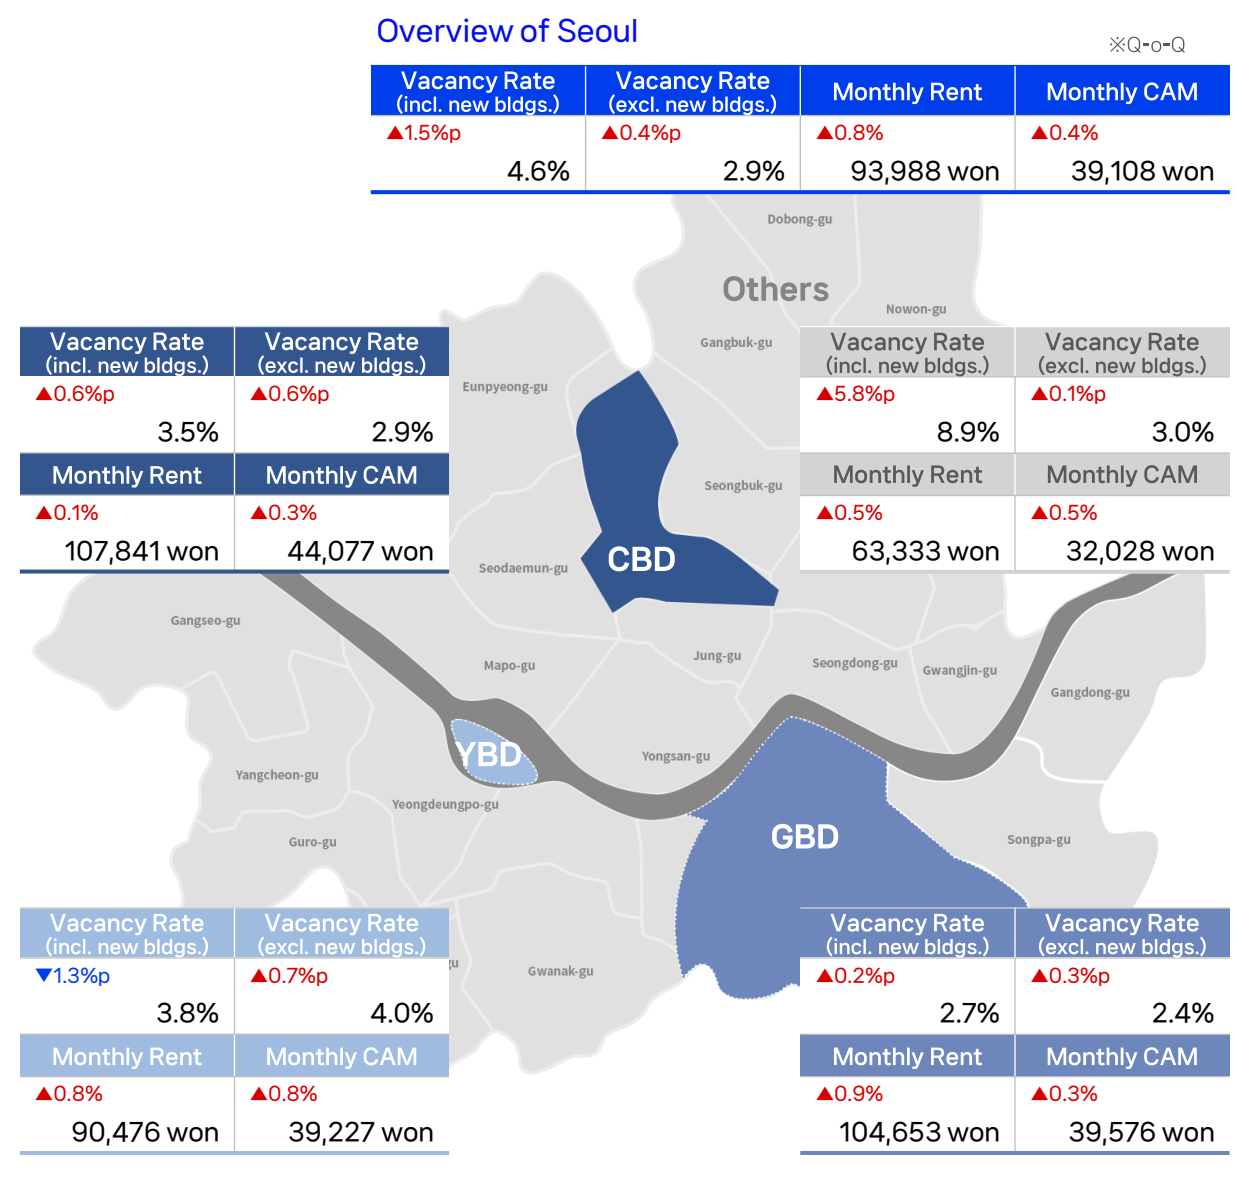 Overview of Seoul
※Q-o-Q
Vacancy Rate (incl. new bldgs.) Vacancy Rate (excl. new bldgs.) Monthly Rent Monthly CAM
▲1.5%p ▲0.4%p ▲0.8% ▲0.4%
4.6% 2.9% 93,988 won 39,108 won
Dobong-gu
Others
Nowon-gu
Gangbuk-gu
Eunpyeong-gu
Vacancy Rate (incl. new bldgs.) Vacancy Rate (excl. new bldgs.)
▲0.6%p ▲0.6%p
3.5% 2.9%
Monthly Rent Monthly CAM
▲0.1% ▲0.3%
107,841 won 44,077 won
Vacancy Rate (incl. new bldgs.) Vacancy Rate (excl. new bldgs.)
▲5.8%p ▲0.1%p
8.9% 3.0%
Monthly Rent Monthly CAM
▲0.5% ▲0.5%
63,333 won 32,028 won
Seongbuk-gu
CBD
Seodaemun-gu
Gangseo-gu
Mapo-gu
Jung-gu
Seongdong-gu
Gwangjin-gu
Gangdong-gu
YBD
Yongsan-gu
Yangcheon-gu
Yeongdeungpo-gu
Guro-gu
GBD
Songpa-gu
Vacancy Rate (incl. new bldgs.) Vacancy Rate (excl. new bldgs.)
▼1.3%p ▲0.7%p
3.8% 4.0%
Monthly Rent Monthly CAM
▲0.8% ▲0.8%
90,476 won 39,227 won
gu
Gwanak-gu
Vacancy Rate (incl. new bldgs.) Vacancy Rate (excl. new bldgs.)
▲0.2%p ▲0.3%p
2.7% 2.4%
Monthly Rent Monthly CAM
▲0.9% ▲0.3%
104,653 won 39,576 won